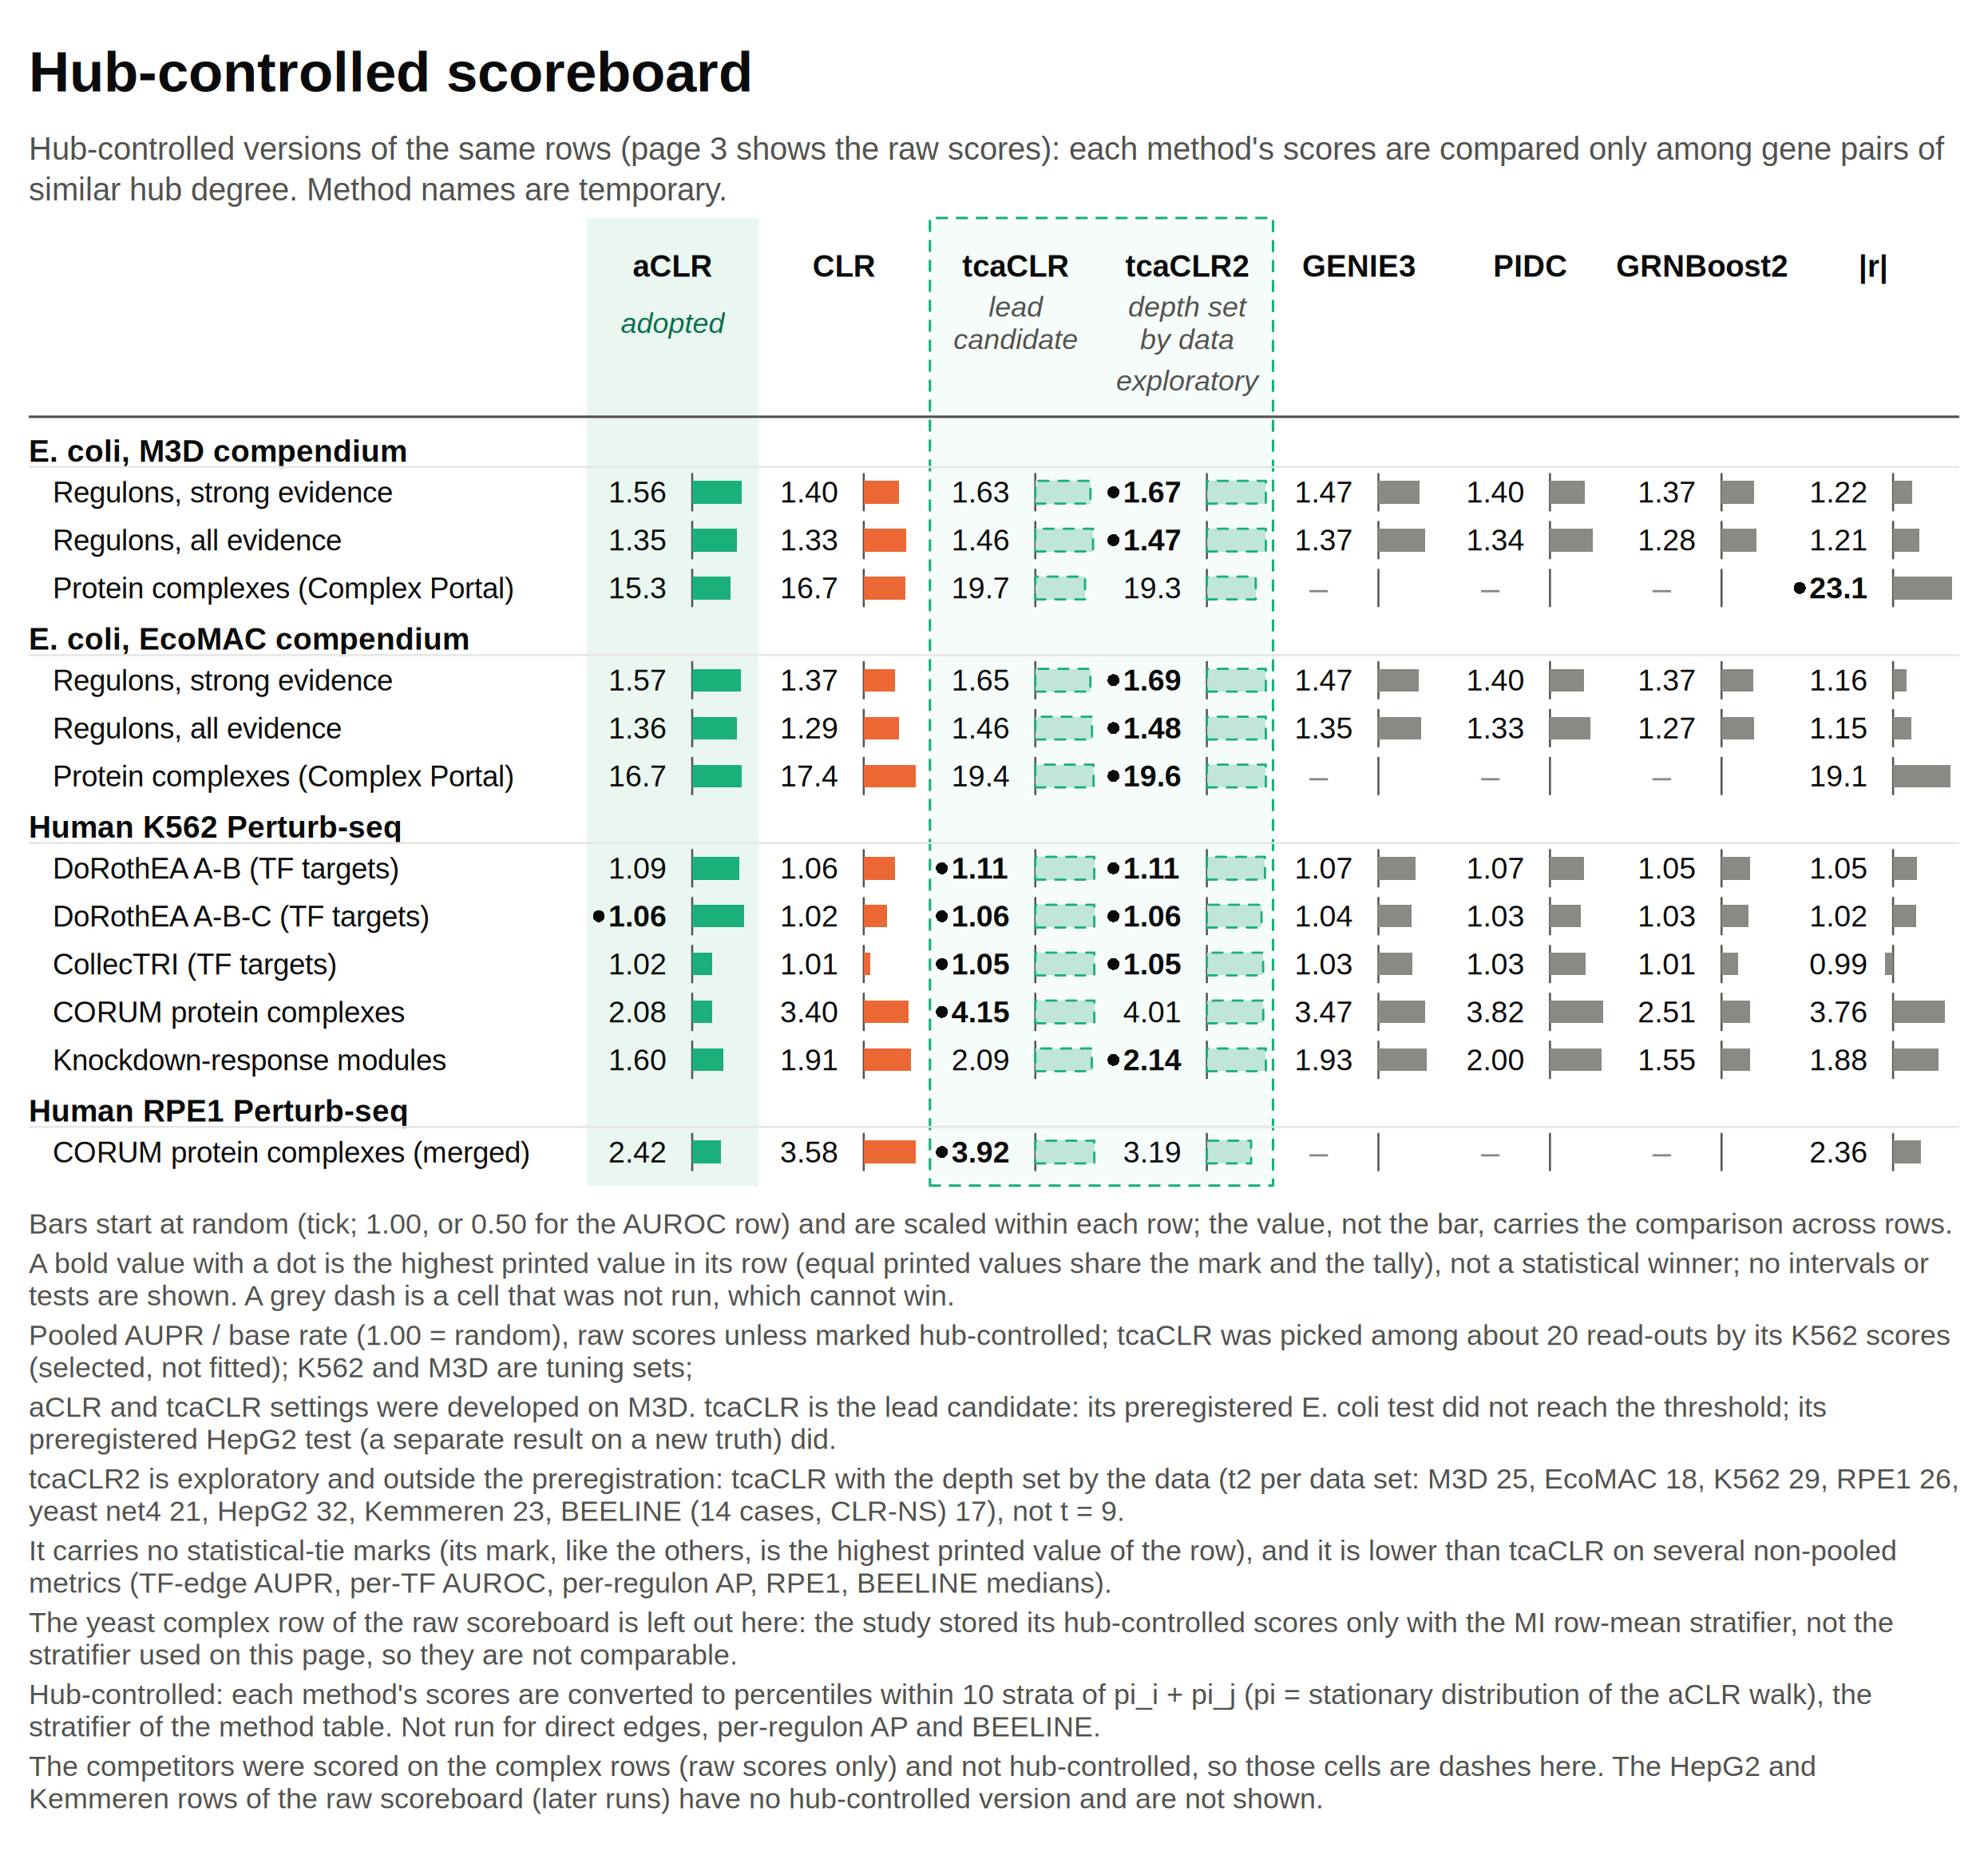 Hub-controlled scoreboard
Hub-controlled versions of the same rows (page 3 shows the raw scores): each method's scores are compared only among gene pairs of
similar hub degree. Method names are temporary.
aCLR CLR tcaCLR tcaCLR2 GENIE3 PIDC GRNBoost2 |r|
adopted lead candidate depth set by data exploratory
E. coli, M3D compendium
Regulons, strong evidence 1.56 1.40 1.63 ●1.67 1.47 1.40 1.37 1.22
Regulons, all evidence 1.35 1.33 1.46 ●1.47 1.37 1.34 1.28 1.21
Protein complexes (Complex Portal) 15.3 16.7 19.7 19.3 – – – ●23.1
E. coli, EcoMAC compendium
Regulons, strong evidence 1.57 1.37 1.65 ●1.69 1.47 1.40 1.37 1.16
Regulons, all evidence 1.36 1.29 1.46 ●1.48 1.35 1.33 1.27 1.15
Protein complexes (Complex Portal) 16.7 17.4 19.4 ●19.6 – – – 19.1
Human K562 Perturb-seq
DoRothEA A-B (TF targets) 1.09 1.06 ●1.11 ●1.11 1.07 1.07 1.05 1.05
DoRothEA A-B-C (TF targets) ●1.06 1.02 ●1.06 ●1.06 1.04 1.03 1.03 1.02
CollecTRI (TF targets) 1.02 1.01 ●1.05 ●1.05 1.03 1.03 1.01 0.99
CORUM protein complexes 2.08 3.40 ●4.15 4.01 3.47 3.82 2.51 3.76
Knockdown-response modules 1.60 1.91 2.09 ●2.14 1.93 2.00 1.55 1.88
Human RPE1 Perturb-seq
CORUM protein complexes (merged) 2.42 3.58 ●3.92 3.19 – – – 2.36
Bars start at random (tick; 1.00, or 0.50 for the AUROC row) and are scaled within each row; the value, not the bar, carries the comparison across rows.
A bold value with a dot is the highest printed value in its row (equal printed values share the mark and the tally), not a statistical winner; no intervals or
tests are shown. A grey dash is a cell that was not run, which cannot win.
Pooled AUPR / base rate (1.00 = random), raw scores unless marked hub-controlled; tcaCLR was picked among about 20 read-outs by its K562 scores
(selected, not fitted); K562 and M3D are tuning sets;
aCLR and tcaCLR settings were developed on M3D. tcaCLR is the lead candidate: its preregistered E. coli test did not reach the threshold; its
preregistered HepG2 test (a separate result on a new truth) did.
tcaCLR2 is exploratory and outside the preregistration: tcaCLR with the depth set by the data (t2 per data set: M3D 25, EcoMAC 18, K562 29, RPE1 26,
yeast net4 21, HepG2 32, Kemmeren 23, BEELINE (14 cases, CLR-NS) 17), not t = 9.
It carries no statistical-tie marks (its mark, like the others, is the highest printed value of the row), and it is lower than tcaCLR on several non-pooled
metrics (TF-edge AUPR, per-TF AUROC, per-regulon AP, RPE1, BEELINE medians).
The yeast complex row of the raw scoreboard is left out here: the study stored its hub-controlled scores only with the MI row-mean stratifier, not the
stratifier used on this page, so they are not comparable.
Hub-controlled: each method's scores are converted to percentiles within 10 strata of pi_i + pi_j (pi = stationary distribution of the aCLR walk), the
stratifier of the method table. Not run for direct edges, per-regulon AP and BEELINE.
The competitors were scored on the complex rows (raw scores only) and not hub-controlled, so those cells are dashes here. The HepG2 and
Kemmeren rows of the raw scoreboard (later runs) have no hub-controlled version and are not shown.